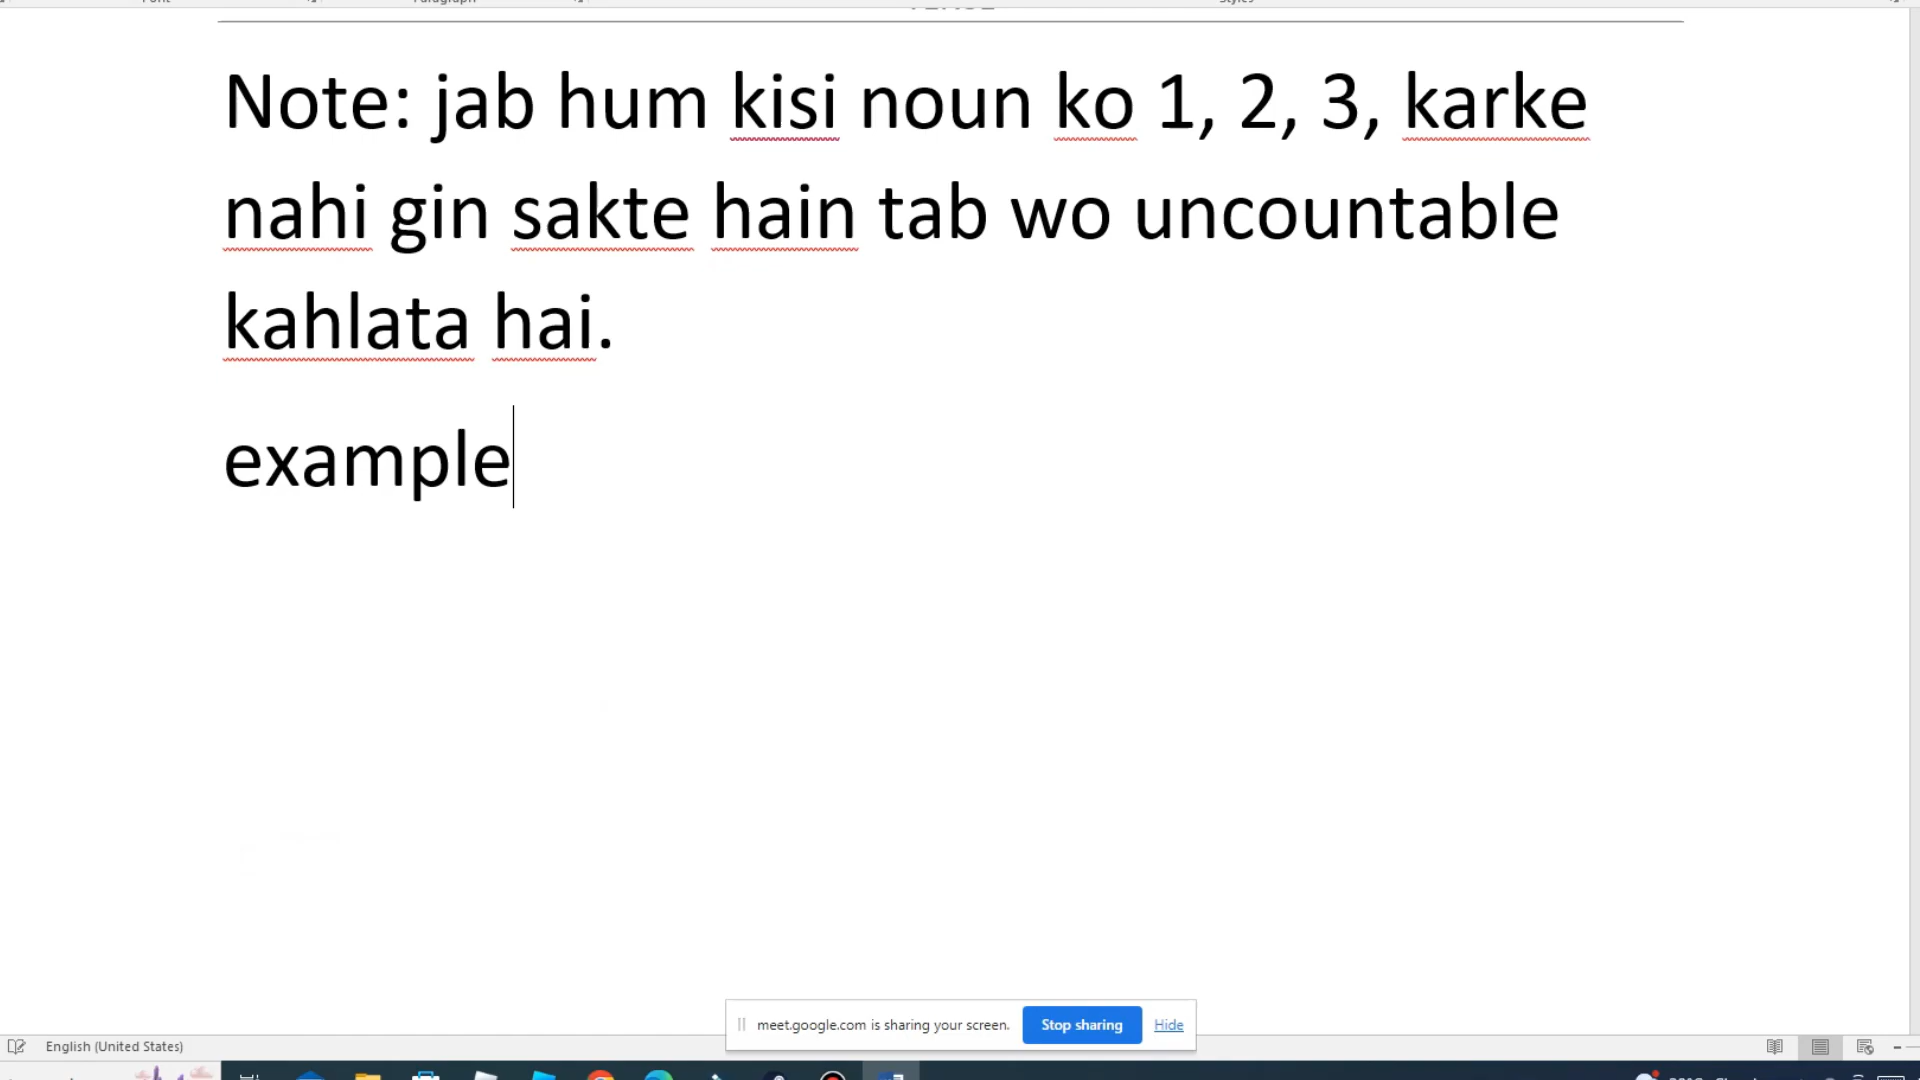 Note: jab hum kisi noun ko 1, 2, 3, karke
nahi gin sakte hain tab wo uncountable
kahlata hai.
example
meet.google.com is sharing your screen. Stop sharing Hide
English (United States)